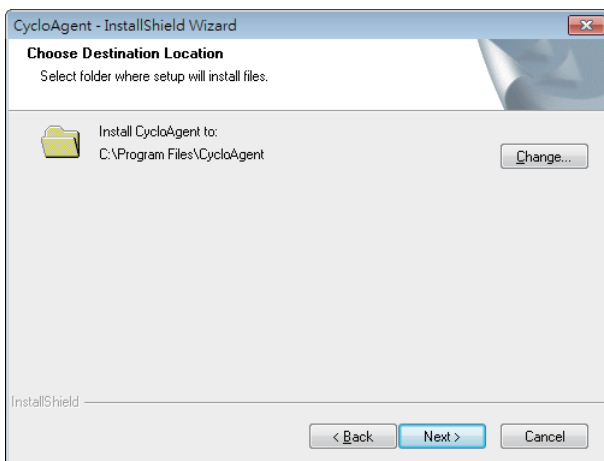 CycloAgent - InstallShield Wizard
Choose Destination Location
Select folder where setup will install files.
Install CycloAgent to:
C:\Program Files\CycloAgent
Change...
InstallShield
< Back
Next >
Cancel